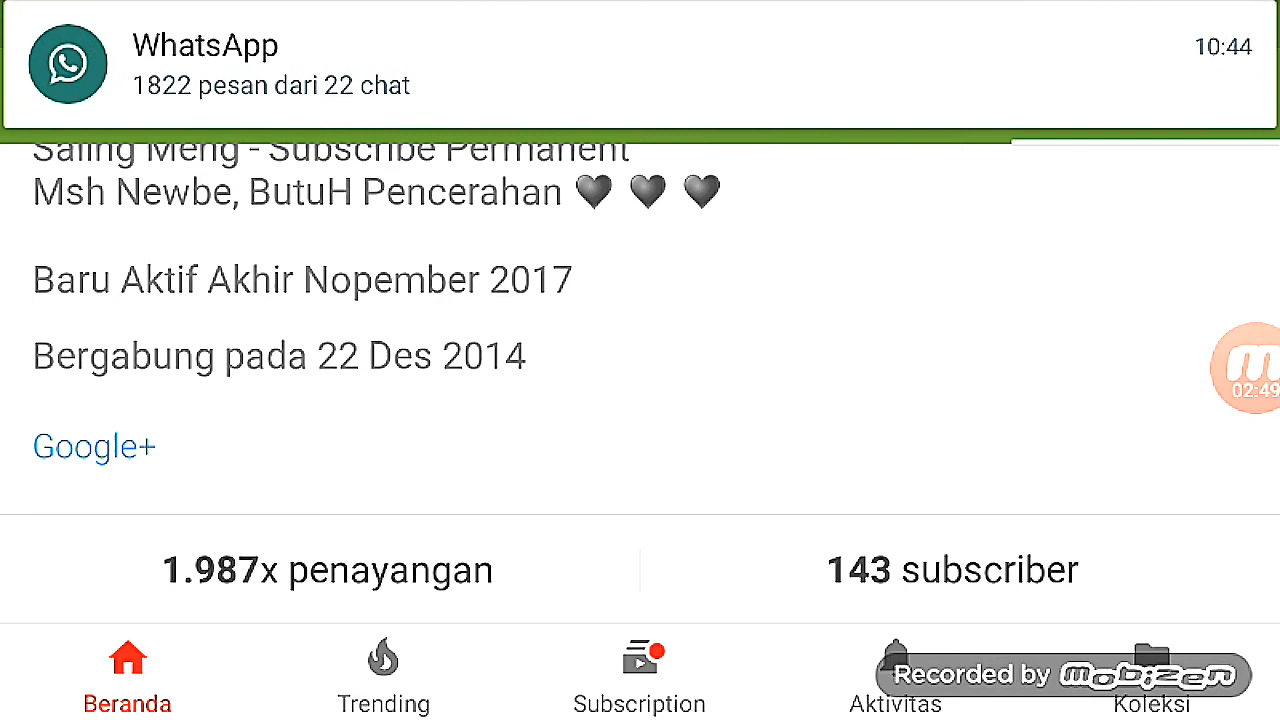 WhatsApp
10:44
1822 pesan dari 22 chat
Saling Meng - Subscribe Permanent
Msh Newbe, ButuH Pencerahan 🖤 🖤 🖤
Baru Aktif Akhir Nopember 2017
Bergabung pada 22 Des 2014
02:49
Google+
1.987x penayangan
143 subscriber
Recorded by mobizen
Beranda
Trending
Subscription
Aktivitas
Koleksi